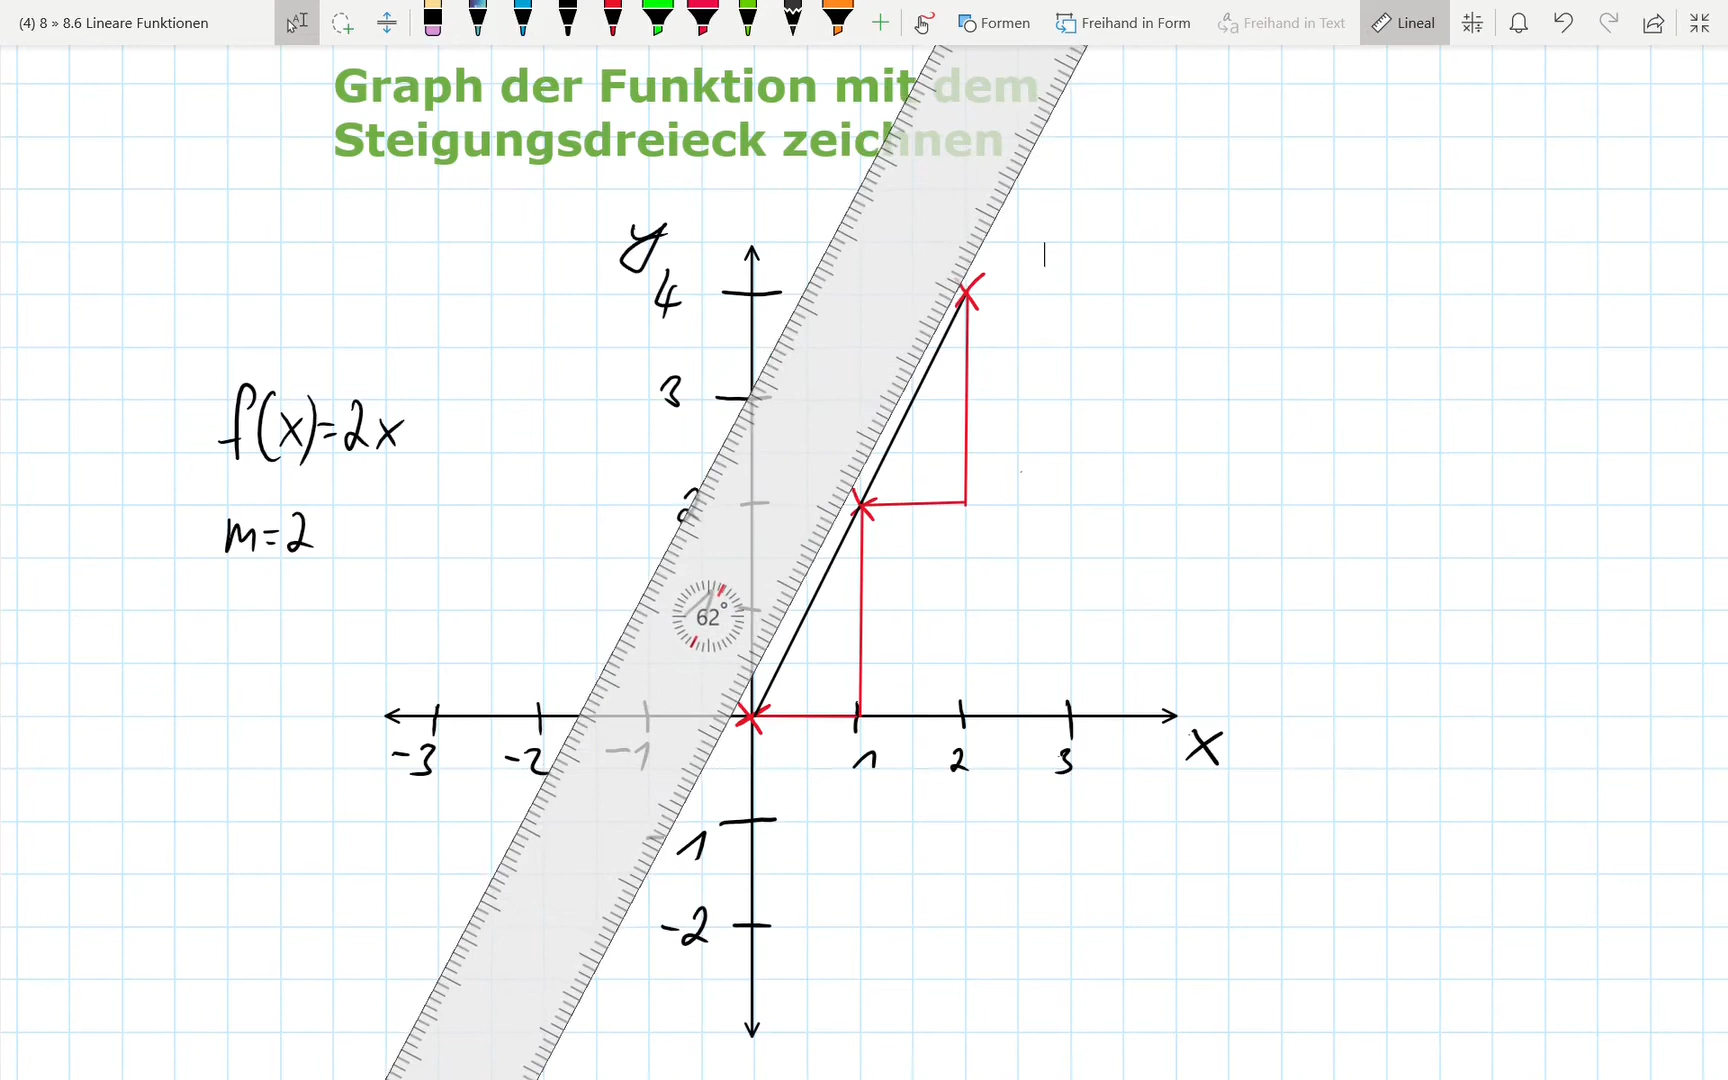 (4) 8 » 8.6 Lineare Funktionen
Formen
Freihand in Form
Freihand in Text
Lineal
Graph der Funktion mit dem
Steigungsdreieck zeichnen
y
4
3
f(x)=2x
2
m=2
1
62°
-3 -2 -1 1 2 3 x
-1
-2